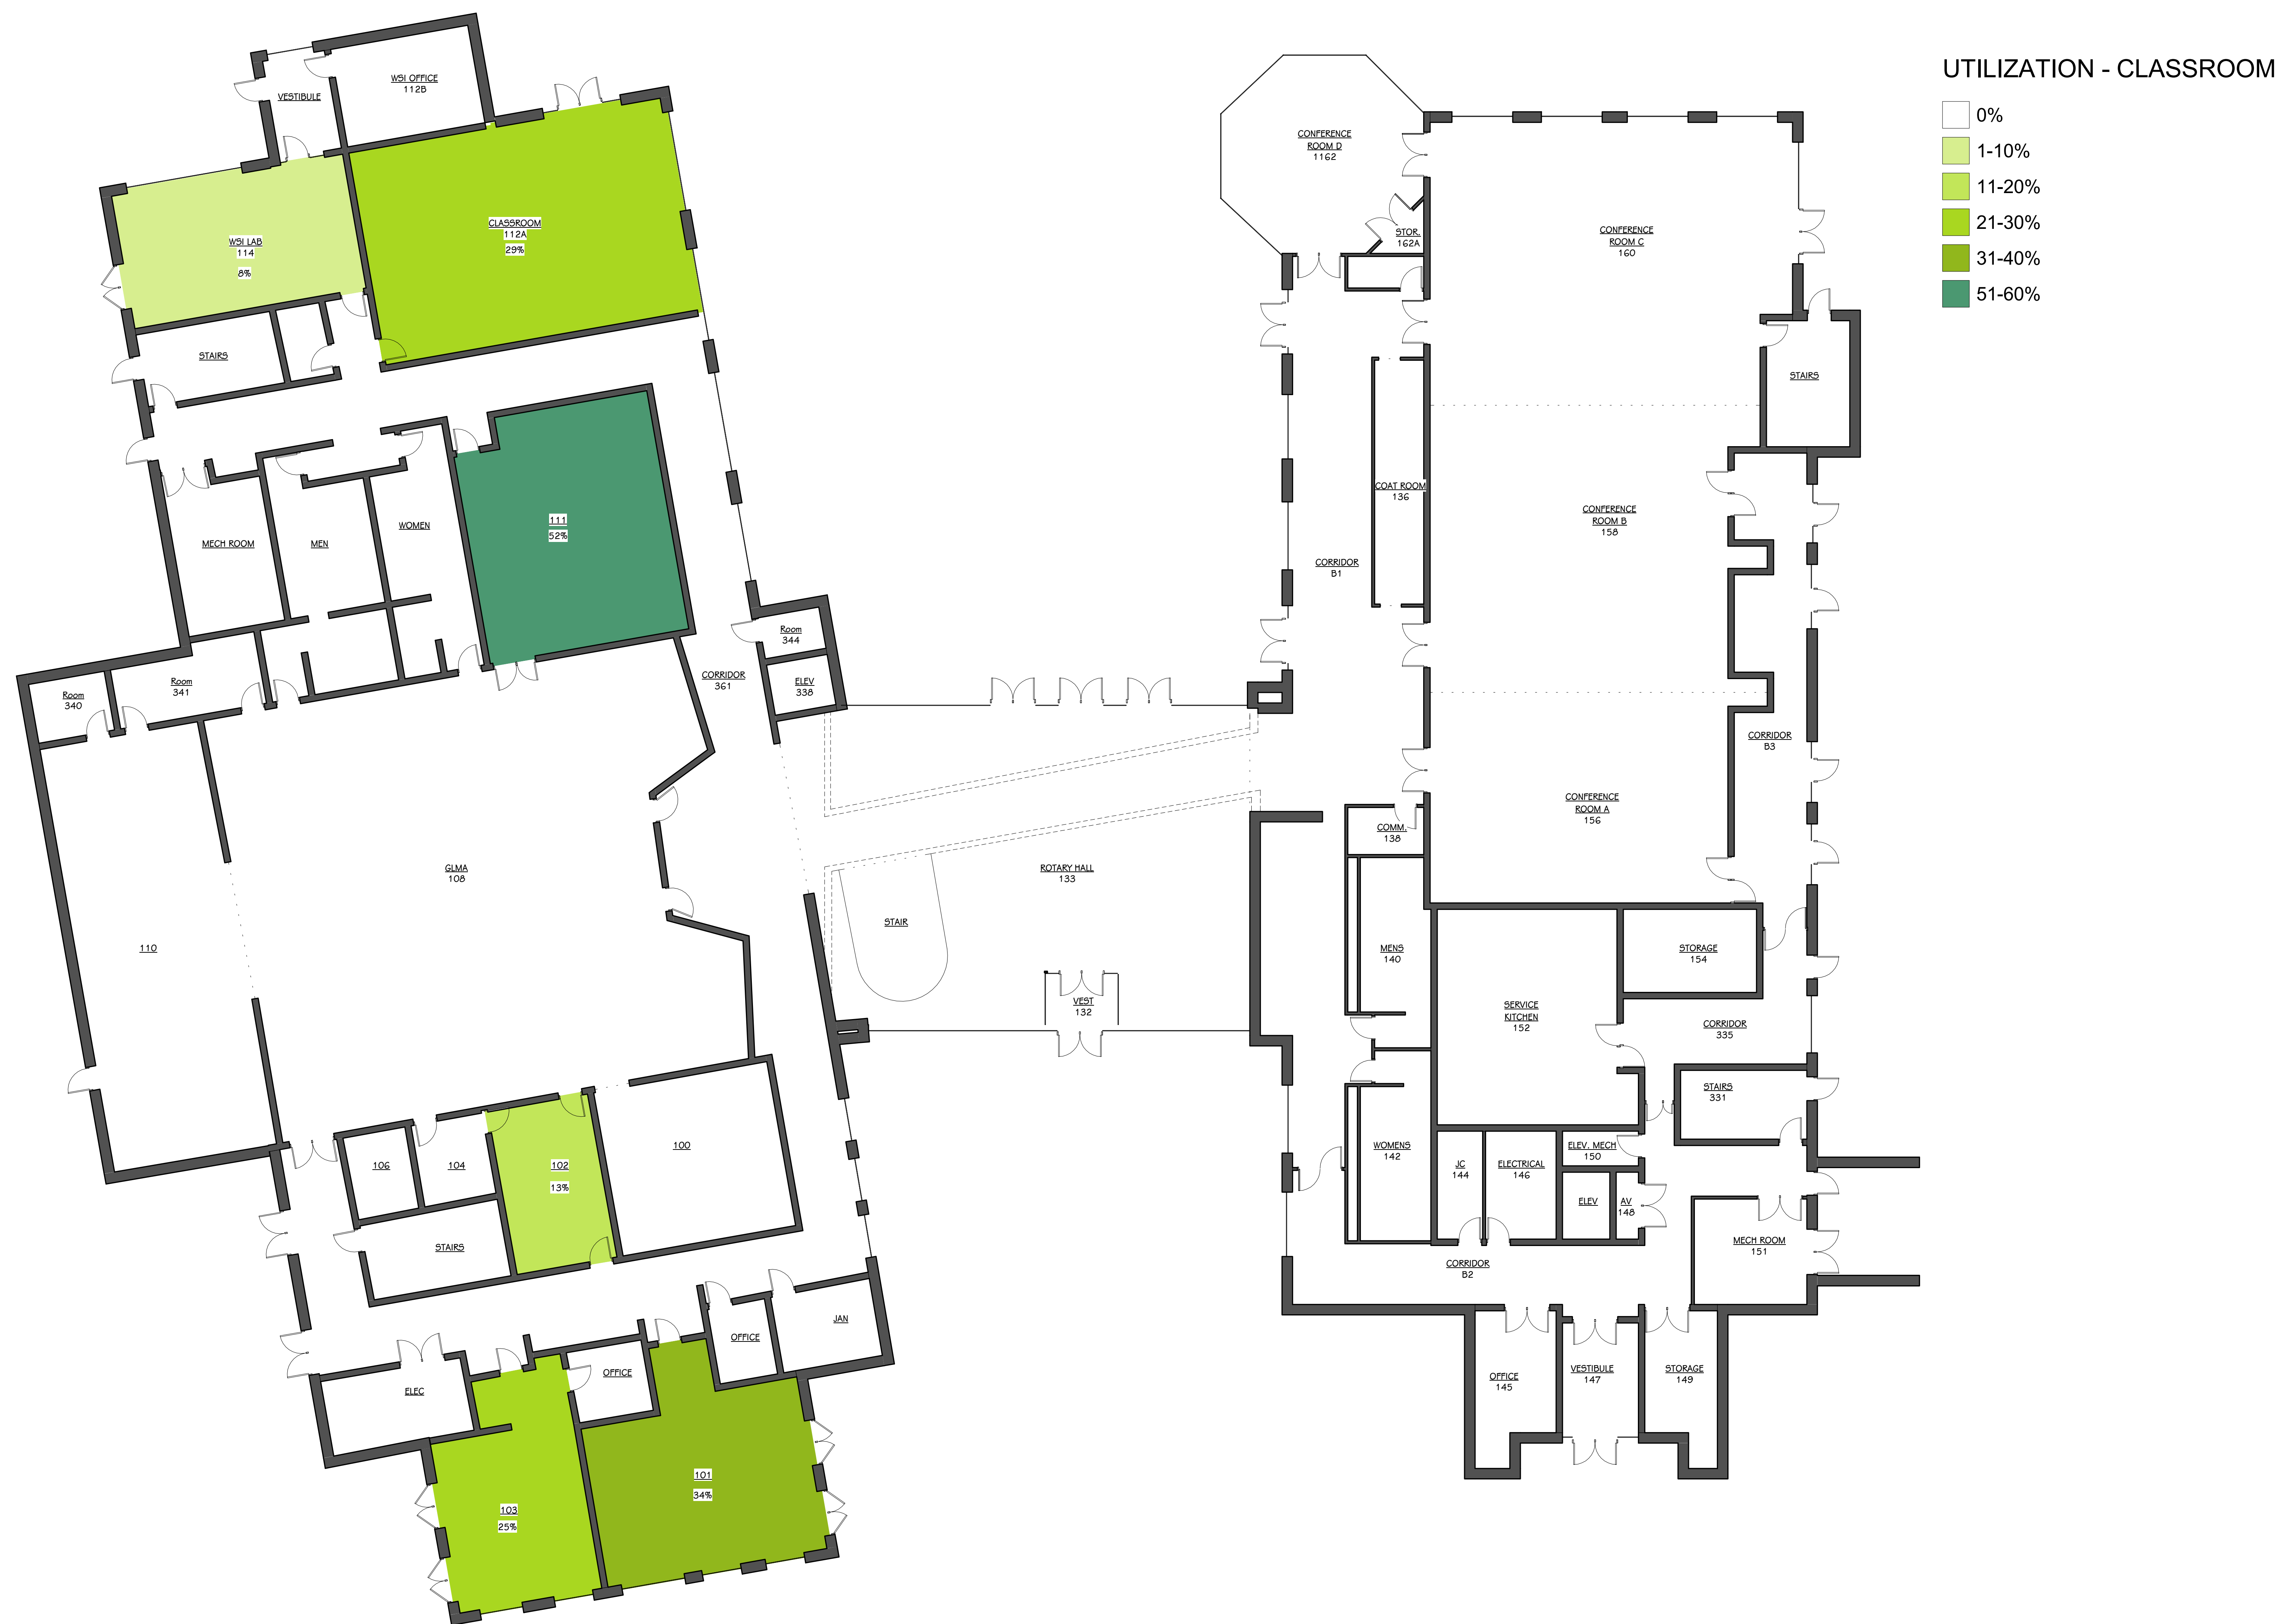 UTILIZATION - CLASSROOM
0%
1-10%
11-20%
21-30%
31-40%
51-60%
WSI OFFICE
112B
VESTIBULE
CLASSROOM
112A
29%
WSI LAB
114
8%
STAIRS
MECH ROOM
MEN
WOMEN
111
52%
Room
344
ELEV
338
CORRIDOR
361
Room
340
Room
341
GLMA
108
110
STAIR
ROTARY HALL
133
VEST
132
106
104
102
13%
100
STAIRS
OFFICE
JAN
OFFICE
ELEC
103
25%
101
34%
CONFERENCE
ROOM D
1162
STOR.
162A
CONFERENCE
ROOM C
160
STAIRS
COAT ROOM
136
CONFERENCE
ROOM B
158
CORRIDOR
B1
CORRIDOR
B3
CONFERENCE
ROOM A
156
COMM.
138
MENS
140
STORAGE
154
SERVICE
KITCHEN
152
CORRIDOR
335
STAIRS
331
WOMENS
142
JC
144
ELECTRICAL
146
ELEV. MECH
150
ELEV
AV
148
MECH ROOM
151
CORRIDOR
B2
OFFICE
145
VESTIBULE
147
STORAGE
149